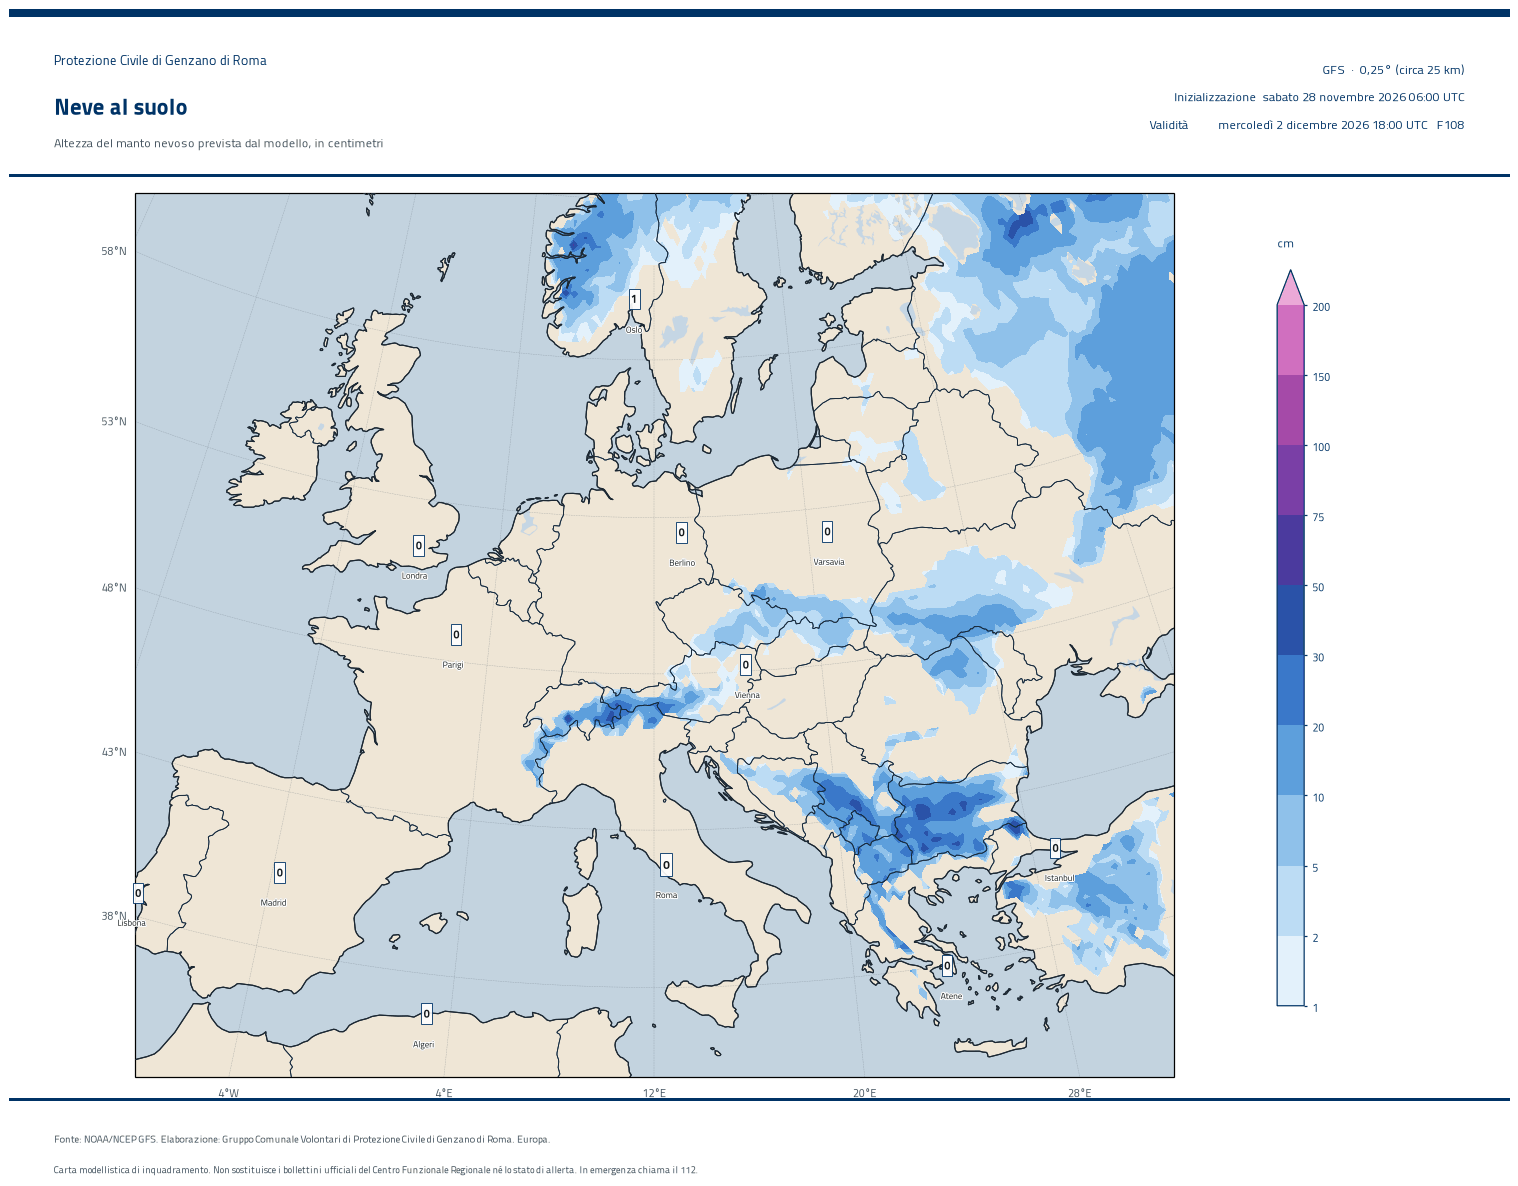 Protezione Civile di Genzano di Roma
Neve al suolo
Altezza del manto nevoso prevista dal modello, in centimetri
GFS · 0,25° (circa 25 km)
Inizializzazione sabato 28 novembre 2026 06:00 UTC
Validità mercoledì 2 dicembre 2026 18:00 UTC F108
58°N
53°N
48°N
43°N
38°N
4°W
4°E
12°E
20°E
28°E
1
Oslo
0
Londra
0
Berlino
0
Varsavia
0
Parigi
0
Vienna
0
Madrid
0
Lisbona
0
Roma
0
Istanbul
0
Atene
0
Algeri
cm
200
150
100
75
50
30
20
10
5
2
1
Fonte: NOAA/NCEP GFS. Elaborazione: Gruppo Comunale Volontari di Protezione Civile di Genzano di Roma. Europa.
Carta modellistica di inquadramento. Non sostituisce i bollettini ufficiali del Centro Funzionale Regionale né lo stato di allerta. In emergenza chiama il 112.